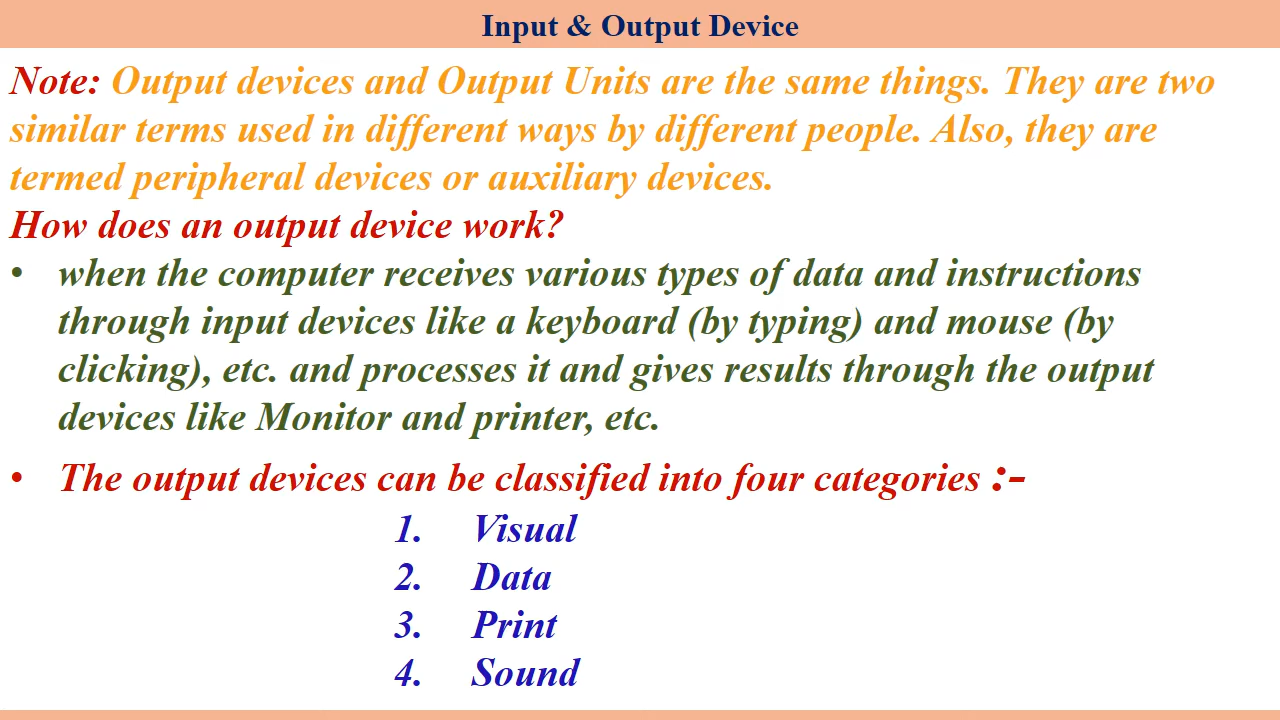 Input & Output Device
Note: Output devices and Output Units are the same things. They are two
similar terms used in different ways by different people. Also, they are
termed peripheral devices or auxiliary devices.
How does an output device work?
• when the computer receives various types of data and instructions
through input devices like a keyboard (by typing) and mouse (by
clicking), etc. and processes it and gives results through the output
devices like Monitor and printer, etc.
• The output devices can be classified into four categories :-
1. Visual
2. Data
3. Print
4. Sound